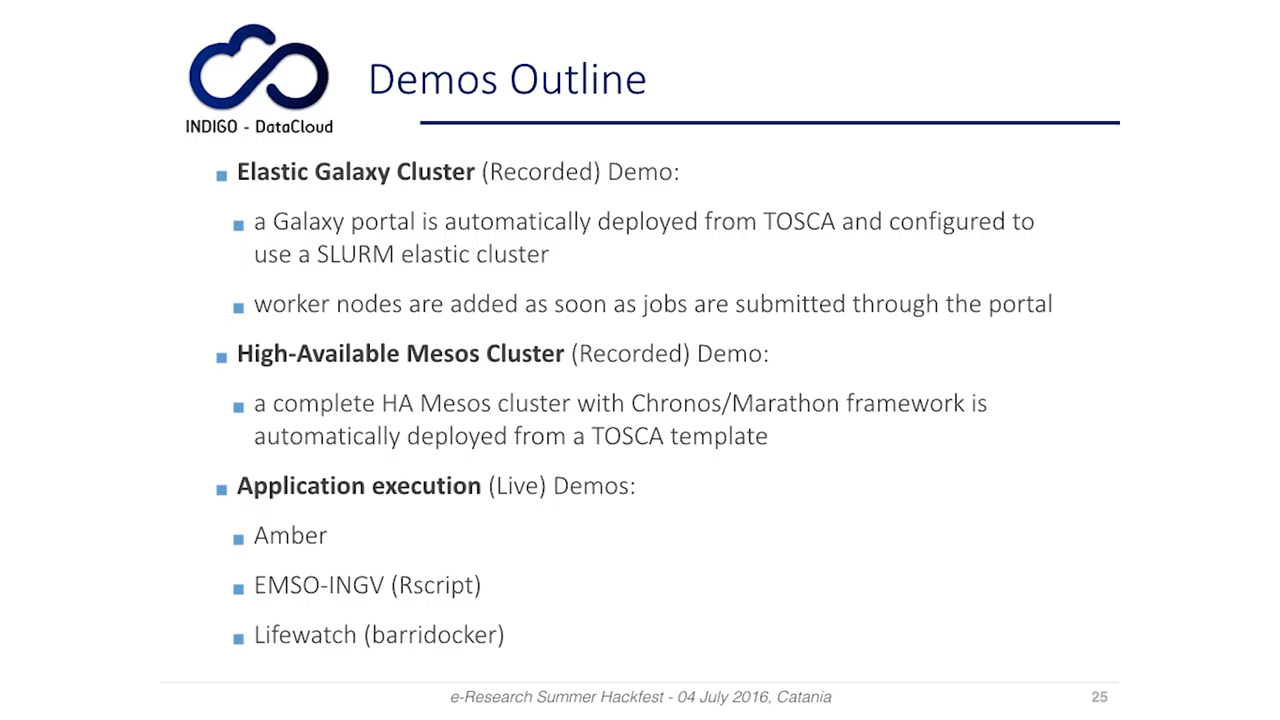 Demos Outline
INDIGO - DataCloud
Elastic Galaxy Cluster (Recorded) Demo:
a Galaxy portal is automatically deployed from TOSCA and configured to
use a SLURM elastic cluster
worker nodes are added as soon as jobs are submitted through the portal
High-Available Mesos Cluster (Recorded) Demo:
a complete HA Mesos cluster with Chronos/Marathon framework is
automatically deployed from a TOSCA template
Application execution (Live) Demos:
Amber
EMSO-INGV (Rscript)
Lifewatch (barridocker)
e-Research Summer Hackfest - 04 July 2016, Catania
25